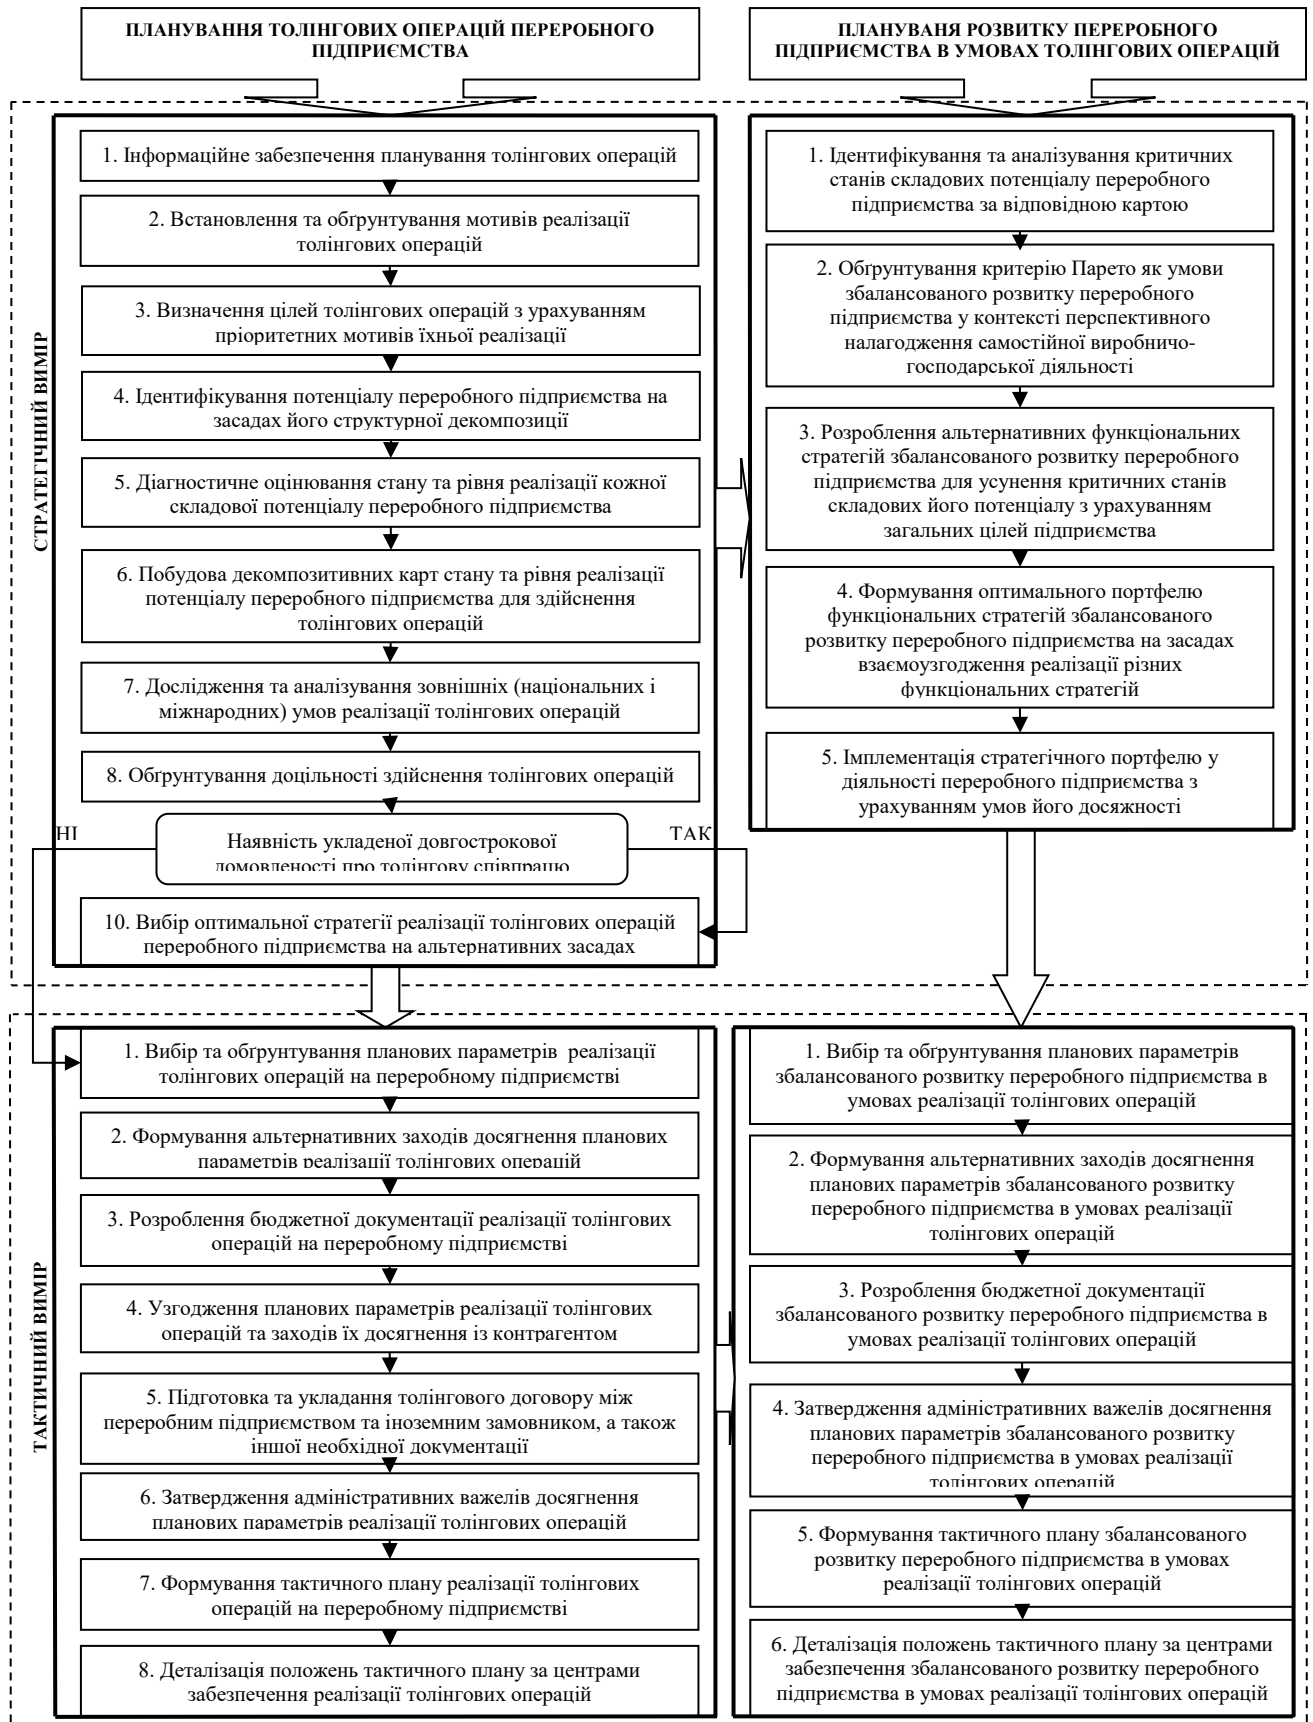 ПЛАНУВАННЯ ТОЛІНГОВИХ ОПЕРАЦІЙ ПЕРЕРОБНОГО
ПІДПРИЄМСТВА
ПЛАНУВАНЯ РОЗВИТКУ ПЕРЕРОБНОГО
ПІДПРИЄМСТВА В УМОВАХ ТОЛІНГОВИХ ОПЕРАЦІЙ
СТРАТЕГІЧНИЙ ВИМІР
1. Інформаційне забезпечення планування толінгових операцій
2. Встановлення та обґрунтування мотивів реалізації
толінгових операцій
3. Визначення цілей толінгових операцій з урахуванням
пріоритетних мотивів їхньої реалізації
4. Ідентифікування потенціалу переробного підприємства на
засадах його структурної декомпозиції
5. Діагностичне оцінювання стану та рівня реалізації кожної
складової потенціалу переробного підприємства
6. Побудова декомпозитивних карт стану та рівня реалізації
потенціалу переробного підприємства для здійснення
толінгових операцій
7. Дослідження та аналізування зовнішніх (національних і
міжнародних) умов реалізації толінгових операцій
8. Обґрунтування доцільності здійснення толінгових операцій
НІ
Наявність укладеної довгострокової
домовленості про толінгову співпрацю
ТАК
10. Вибір оптимальної стратегії реалізації толінгових операцій
переробного підприємства на альтернативних засадах
1. Ідентифікування та аналізування критичних
станів складових потенціалу переробного
підприємства за відповідною картою
2. Обґрунтування критерію Парето як умови
збалансованого розвитку переробного
підприємства у контексті перспективного
налагодження самостійної виробничо-
господарської діяльності
3. Розроблення альтернативних функціональних
стратегій збалансованого розвитку переробного
підприємства для усунення критичних станів
складових його потенціалу з урахуванням
загальних цілей підприємства
4. Формування оптимального портфелю
функціональних стратегій збалансованого
розвитку переробного підприємства на засадах
взаємоузгодження реалізації різних
функціональних стратегій
5. Імплементація стратегічного портфелю у
діяльності переробного підприємства з
урахуванням умов його досяжності
ТАКТИЧНИЙ ВИМІР
1. Вибір та обґрунтування планових параметрів реалізації
толінгових операцій на переробному підприємстві
2. Формування альтернативних заходів досягнення планових
параметрів реалізації толінгових операцій
3. Розроблення бюджетної документації реалізації толінгових
операцій на переробному підприємстві
4. Узгодження планових параметрів реалізації толінгових
операцій та заходів їх досягнення із контрагентом
5. Підготовка та укладання толінгового договору між
переробним підприємством та іноземним замовником, а також
іншої необхідної документації
6. Затвердження адміністративних важелів досягнення
планових параметрів реалізації толінгових операцій
7. Формування тактичного плану реалізації толінгових
операцій на переробному підприємстві
8. Деталізація положень тактичного плану за центрами
забезпечення реалізації толінгових операцій
1. Вибір та обґрунтування планових параметрів
збалансованого розвитку переробного підприємства в
умовах реалізації толінгових операцій
2. Формування альтернативних заходів досягнення
планових параметрів збалансованого розвитку
переробного підприємства в умовах реалізації
толінгових операцій
3. Розроблення бюджетної документації
збалансованого розвитку переробного підприємства в
умовах реалізації толінгових операцій
4. Затвердження адміністративних важелів досягнення
планових параметрів збалансованого розвитку
переробного підприємства в умовах реалізації
толінгових операцій
5. Формування тактичного плану збалансованого
розвитку переробного підприємства в умовах
реалізації толінгових операцій
6. Деталізація положень тактичного плану за центрами
забезпечення збалансованого розвитку переробного
підприємства в умовах реалізації толінгових операцій